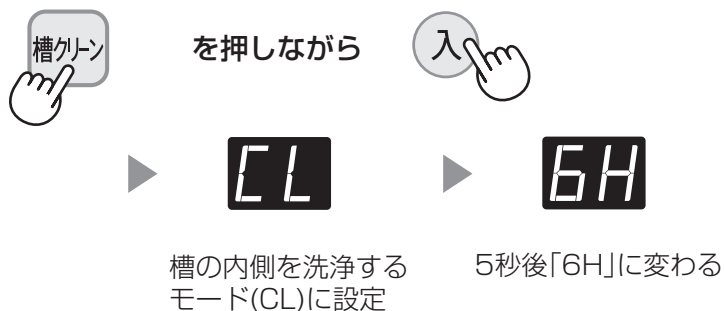 槽クリーン を押しながら 入
CL
6H
槽の内側を洗浄する
モード(CL)に設定
5秒後「6H」に変わる